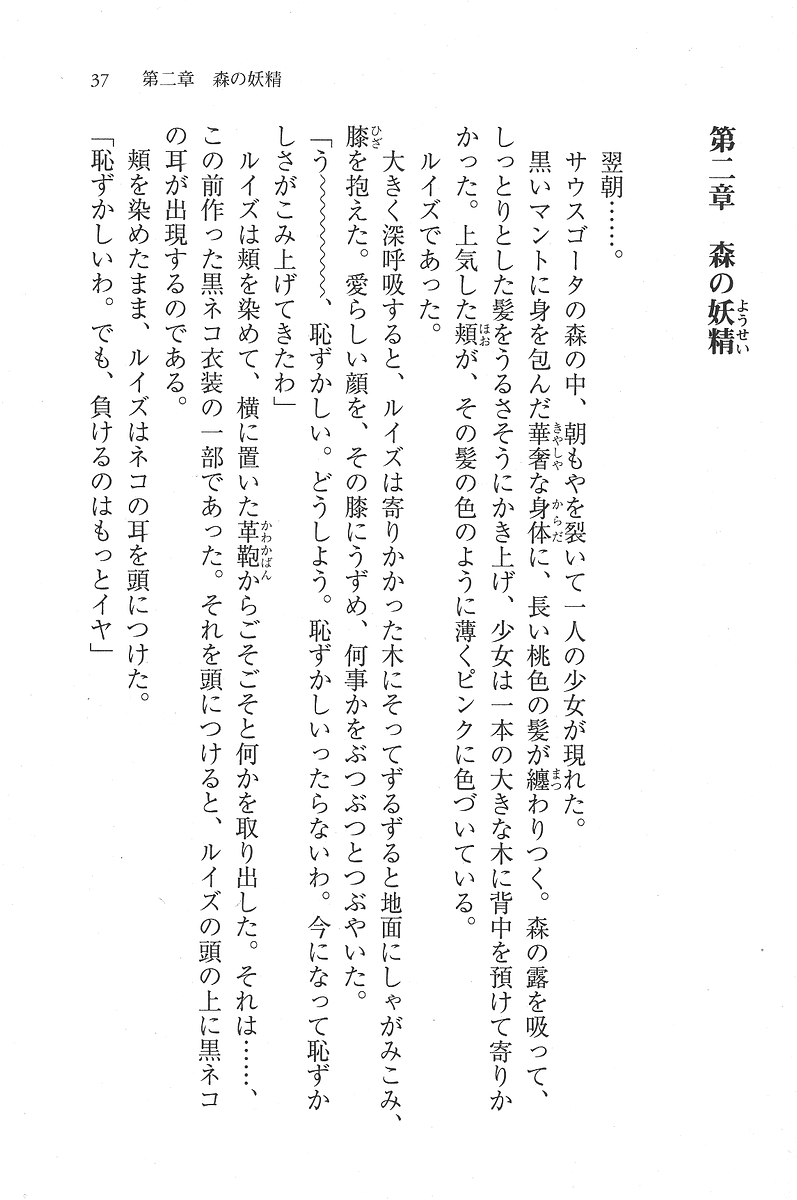 37 第二章 森の妖精
第二章 森の妖精
翌朝……。
サウスゴータの森の中、朝もやを裂いて一人の少女が現れた。
黒いマントに身を包んだ華奢な身体に、長い桃色の髪が纏わりつく。森の露を吸って、
しっとりとした髪をうるさそうにかき上げ、少女は一本の大きな木に背中を預けて寄りか
かった。上気した頬が、その髪の色のように薄くピンクに色づいている。
ルイズであった。
大きく深呼吸すると、ルイズは寄りかかった木にそってずるずると地面にしゃがみこみ、
膝を抱えた。愛らしい顔を、その膝にうずめ、何事かをぶつぶつとつぶやいた。
「う〜〜〜〜〜〜、恥ずかしい。どうしよう。恥ずかしいったらないわ。今になって恥ずか
しさがこみ上げてきたわ」
ルイズは頬を染めて、横に置いた革鞄からごそごそと何かを取り出した。それは……、
この前作った黒ネコ衣装の一部であった。それを頭につけると、ルイズの頭の上に黒ネコ
の耳が出現するのである。
頬を染めたまま、ルイズはネコの耳を頭につけた。
「恥ずかしいわ。でも、負けるのはもっとイヤ」